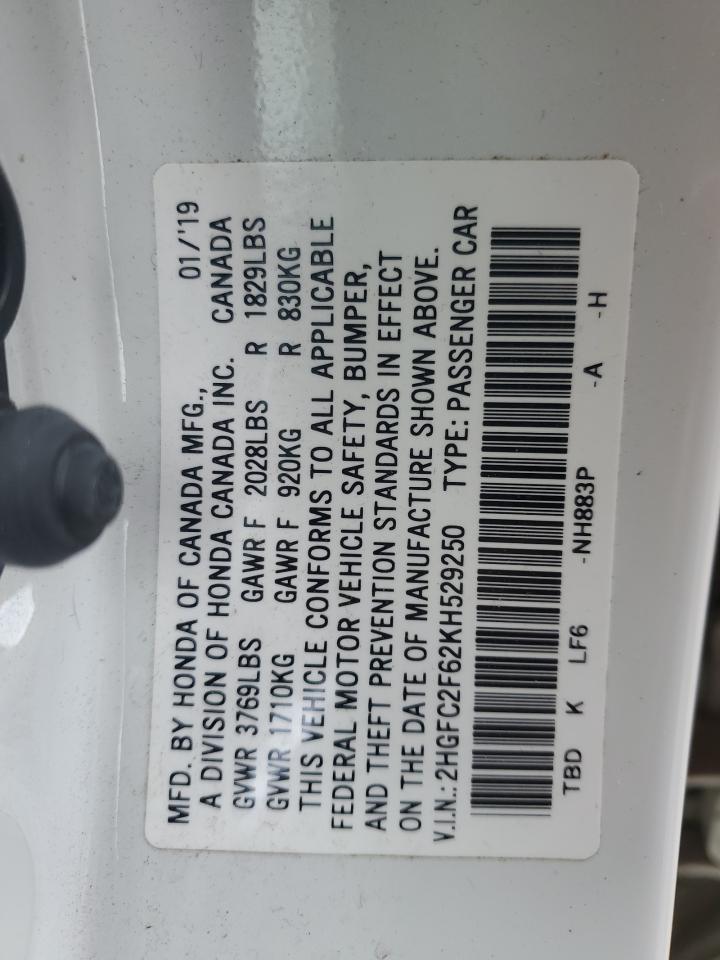 MFD. BY HONDA OF CANADA MFG., 01/'19
A DIVISION OF HONDA CANADA INC. CANADA
GVWR 3769LBS GAWR F 2028LBS R 1829LBS
GVWR 1710KG GAWR F 920KG R 830KG
THIS VEHICLE CONFORMS TO ALL APPLICABLE
FEDERAL MOTOR VEHICLE SAFETY, BUMPER,
AND THEFT PREVENTION STANDARDS IN EFFECT
ON THE DATE OF MANUFACTURE SHOWN ABOVE.
V.I.N.: 2HGFC2F62KH529250 TYPE: PASSENGER CAR
TBD K LF6 -NH883P -A -H